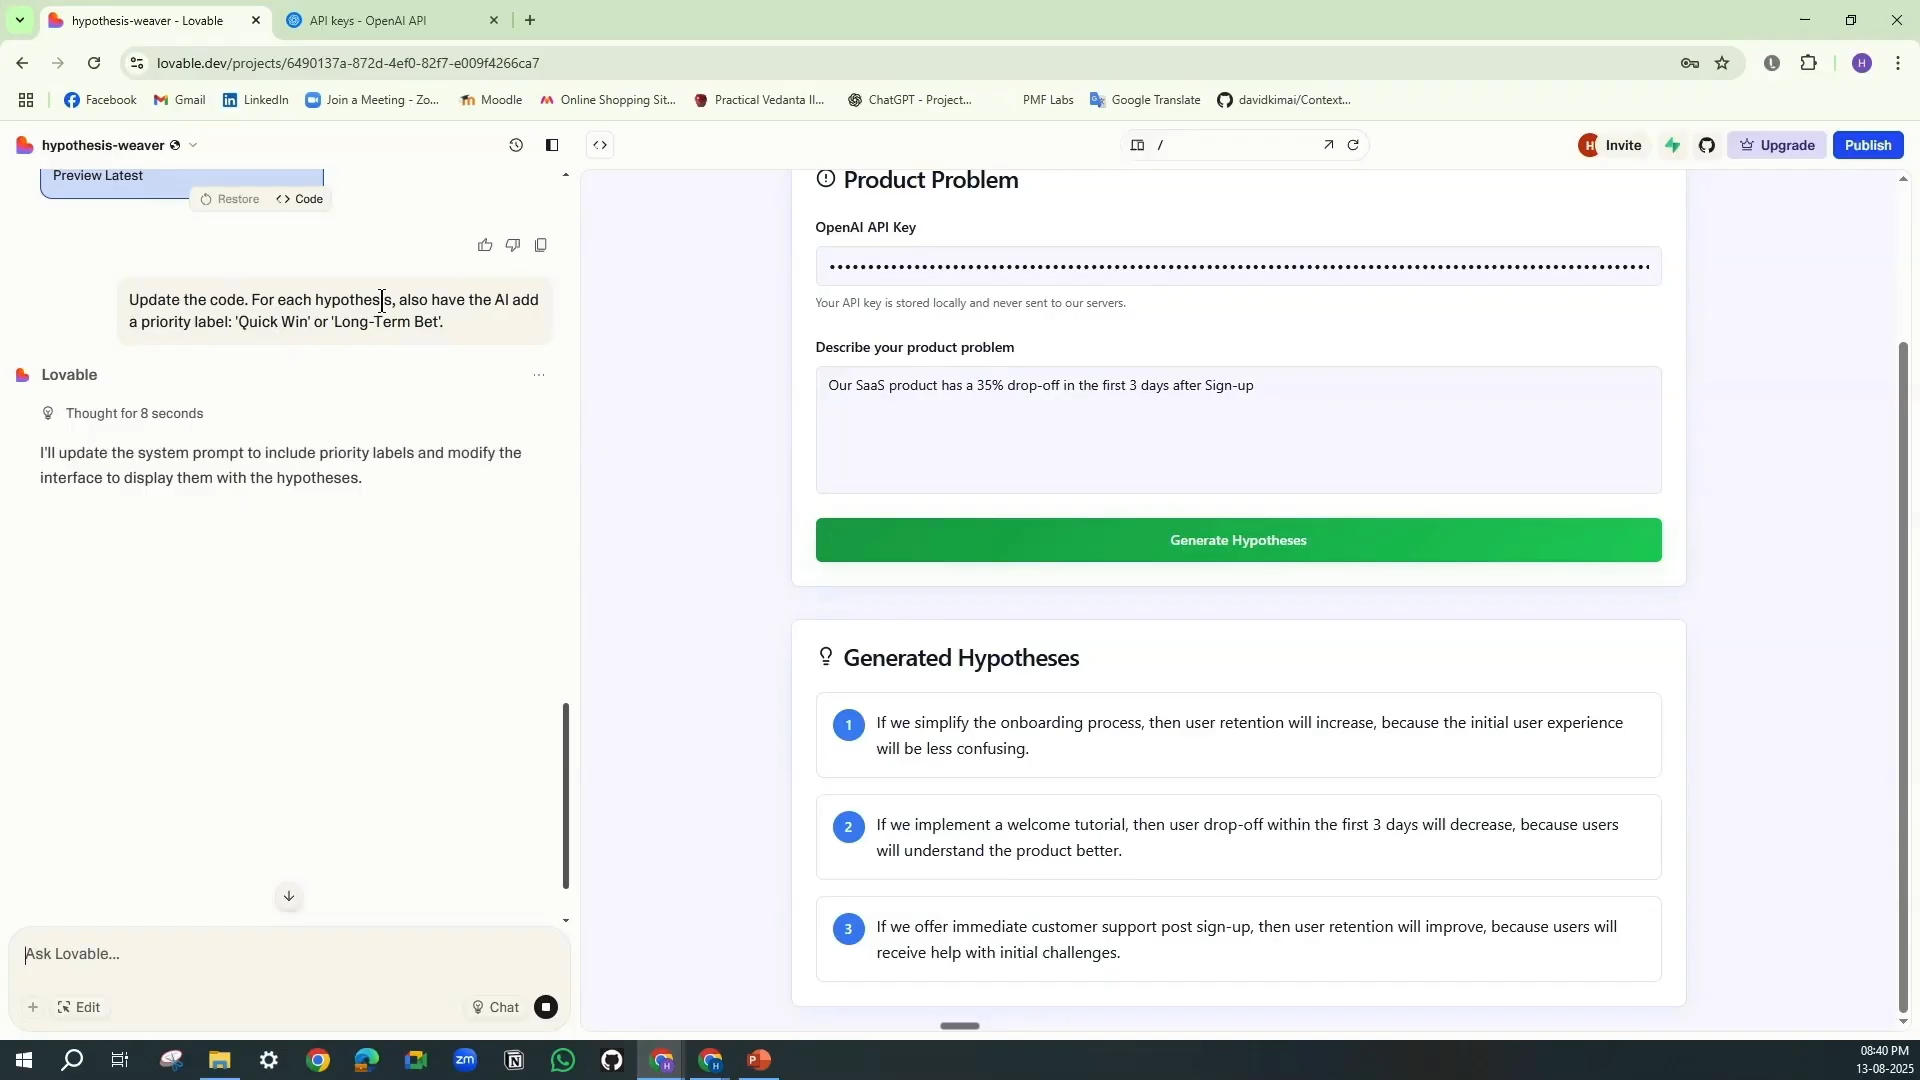 hypothesis-weaver - Lovable
API keys - OpenAI API
lovable.dev/projects/6490137a-872d-4ef0-82f7-e009f4266ca7
H
Facebook
Gmail
LinkedIn
Join a Meeting - Zo...
Moodle
Online Shopping Sit...
Practical Vedanta II...
ChatGPT - Project...
PMF Labs
Google Translate
davidkimai/Context...
hypothesis-weaver
/
H
Invite
Upgrade
Publish
Preview Latest
Restore
Code
Update the code. For each hypothesis, also have the AI add
a priority label: 'Quick Win' or 'Long-Term Bet'.
Lovable
Thought for 8 seconds
I'll update the system prompt to include priority labels and modify the
interface to display them with the hypotheses.
Ask Lovable...
Edit
Chat
Product Problem
OpenAI API Key
Your API key is stored locally and never sent to our servers.
Describe your product problem
Our SaaS product has a 35% drop-off in the first 3 days after Sign-up
Generate Hypotheses
Generated Hypotheses
1
If we simplify the onboarding process, then user retention will increase, because the initial user experience
will be less confusing.
2
If we implement a welcome tutorial, then user drop-off within the first 3 days will decrease, because users
will understand the product better.
3
If we offer immediate customer support post sign-up, then user retention will improve, because users will
receive help with initial challenges.
zm
08:40 PM
13-08-2025